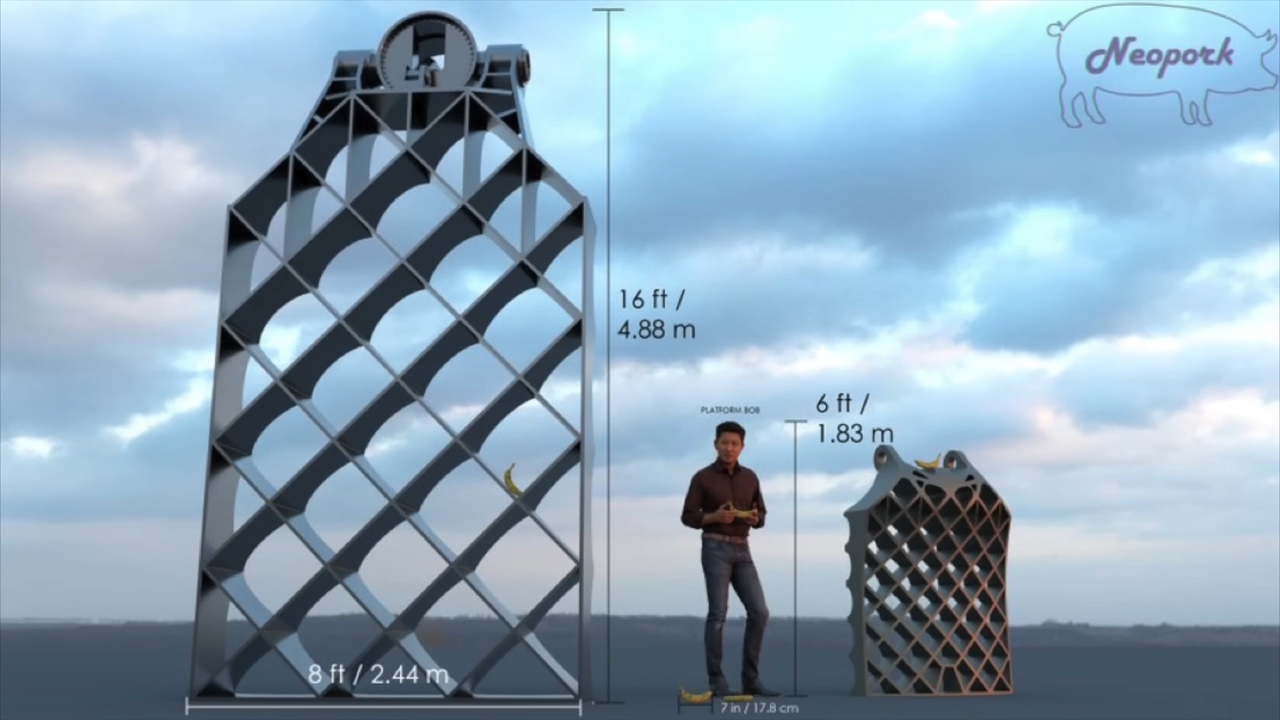 Neopork
16 ft /
4.88 m
PLATFORM BOB
6 ft /
1.83 m
8 ft / 2.44 m
7 in / 17.8 cm